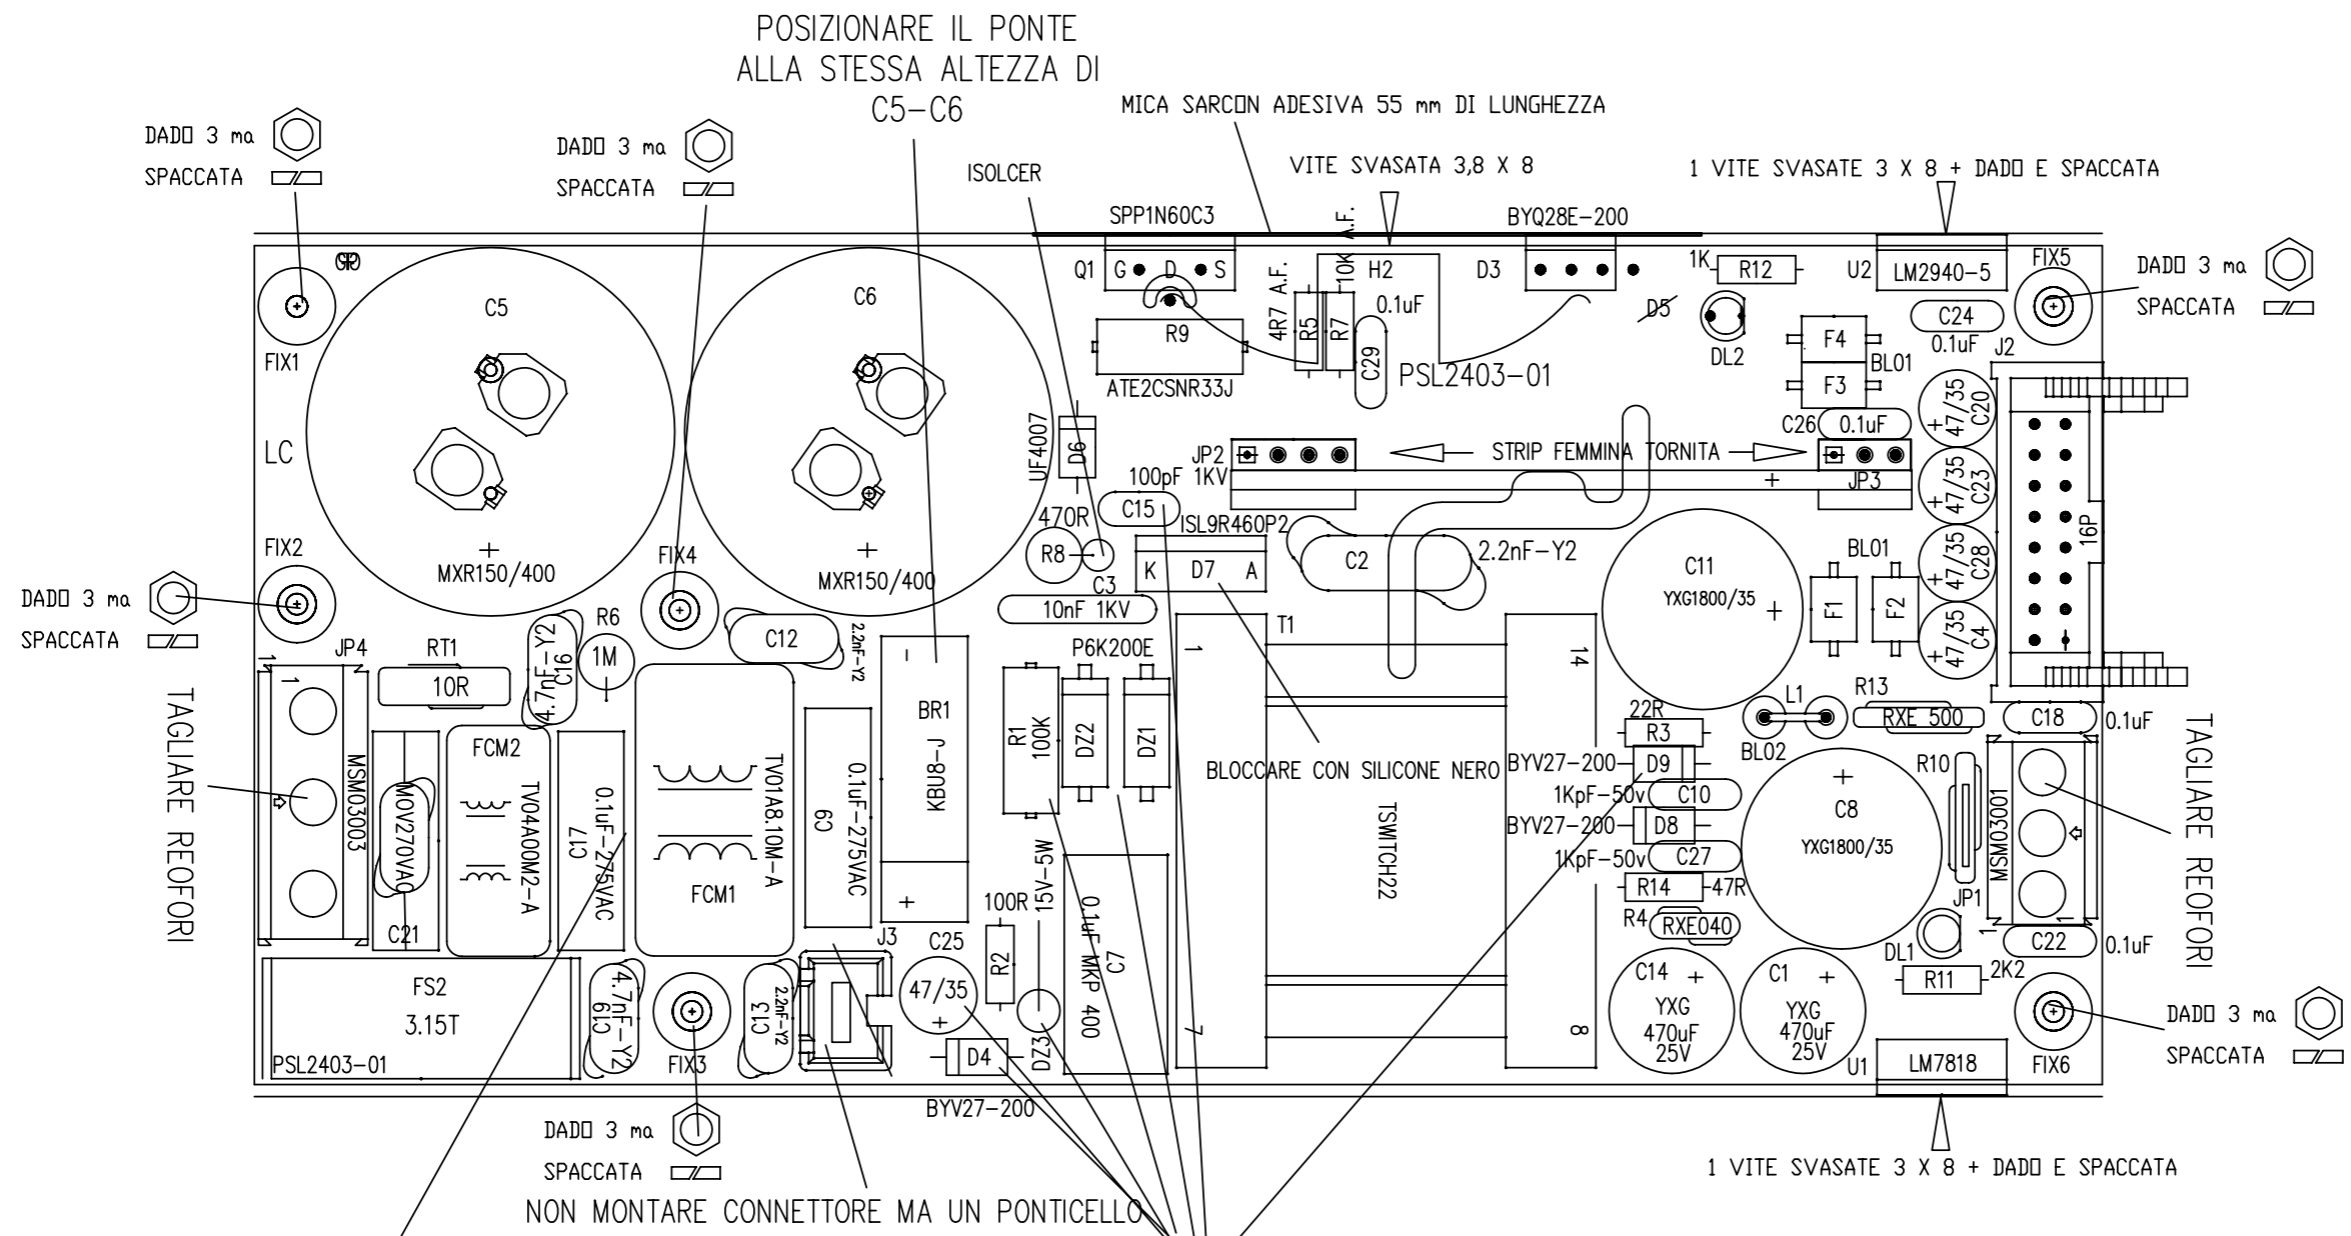 POSIZIONARE IL PONTE
ALLA STESSA ALTEZZA DI
C5-C6
MICA SARCON ADESIVA 55 mm DI LUNGHEZZA
DADO 3 ma
SPACCATA
DADO 3 ma
SPACCATA
ISOLCER
VITE SVASATA 3,8 X 8
1 VITE SVASATE 3 X 8 + DADO E SPACCATA
SPP1N60C3
A.F.
BYQ28E-200
Q1
G
D
S
H2
D3
1K
R12
U2
LM2940-5
FIX5
DADO 3 ma
SPACCATA
C5
C6
4R7 A.F.
10K
0.1uF
D5
R9
R5
R7
C29
DL2
F4
C24
0.1uF
J2
FIX1
ATE2CSNR33J
PSL2403-01
F3
BL01
47/35
C20
LC
UF4007
D6
JP2
STRIP FEMMINA TORNITA
C26
0.1uF
100pF 1KV
JP3
47/35
C23
C15
ISL9R460P2
470R
R8
FIX2
FIX4
MXR150/400
MXR150/400
K
D7
A
C2
2.2nF-Y2
C11
YXG1800/35
BL01
47/35
C28
16P
C3
10nF 1KV
F1
F2
47/35
C4
DADO 3 ma
SPACCATA
JP4
RT1
10R
4.7nF-Y2
C16
R6
1M
C12
2.2nF-Y2
P6K200E
T1
1
14
1
1
TAGLIARE REOFORI
MSM03003
MOV270VAC
C21
FCM2
TV04A00M2-A
0.1uF-275VAC
C17
TV01A8.10M-A
FCM1
0.1uF-275VAC
C9
-
BR1
KBU8-J
+
R1
100K
DZ2
DZ1
BLOCCARE CON SILICONE NERO
TSWITCH22
22R
R3
BYV27-200
D9
1KpF-50v
C10
BYV27-200
D8
1KpF-50v
C27
R14
47R
R4
RXE040
L1
BL02
R13
RXE 500
C18
0.1uF
R10
C8
YXG1800/35
MSM03001
JP1
1
1
TAGLIARE REOFORI
DL1
C22
0.1uF
R11
2K2
15V-5W
100R
R2
0.1uF MKP 400
C7
J3
C25
47/35
DZ3
D4
BYV27-200
7
8
C14
YXG
470uF
25V
C1
YXG
470uF
25V
FS2
3.15T
PSL2403-01
4.7nF-Y2
C19
FIX3
2.2nF-Y2
C13
U1
LM7818
FIX6
DADO 3 ma
SPACCATA
DADO 3 ma
SPACCATA
NON MONTARE CONNETTORE MA UN PONTICELLO
1 VITE SVASATE 3 X 8 + DADO E SPACCATA